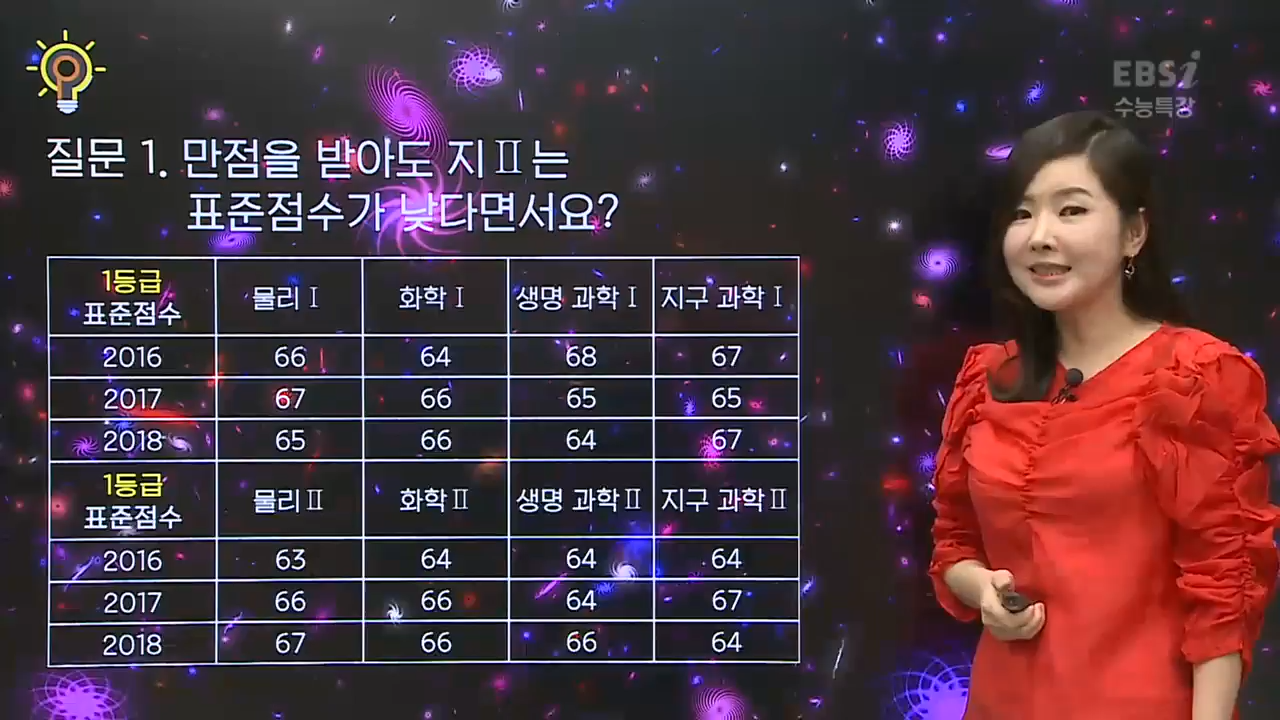 EBSi
수능특강
질문 1. 만점을 받아도 지Ⅱ는
표준점수가 낮다면서요?
1등급 표준점수 물리Ⅰ 화학Ⅰ 생명 과학Ⅰ 지구 과학Ⅰ
2016 66 64 68 67
2017 67 66 65 65
2018 65 66 64 67
1등급 표준점수 물리Ⅱ 화학Ⅱ 생명 과학Ⅱ 지구 과학Ⅱ
2016 63 64 64 64
2017 66 66 64 67
2018 67 66 66 64